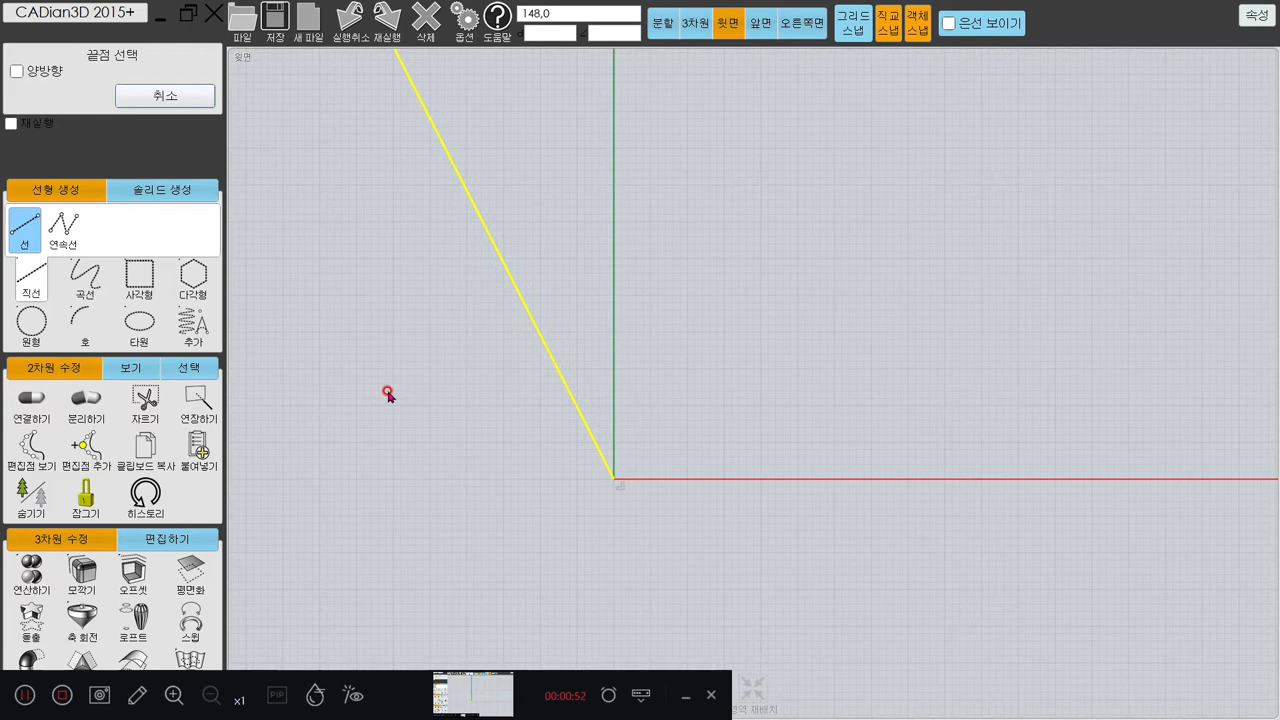 CADian3D 2015+
파일
저장
새 파일
실행취소
재실행
삭제
옵션
도움말
148,0
d
∠
분할
3차원
윗면
앞면
오른쪽면
그리드
스냅
직교
스냅
객체
스냅
은선 보이기
속성
끝점 선택
양방향
취소
재실행
윗면
선형 생성
솔리드 생성
선
연속선
직선
곡선
사각형
다각형
원형
호
타원
추가
2차원 수정
보기
선택
연결하기
분리하기
자르기
연장하기
편집점 보기
편집점 추가
클립보드 복사
붙여넣기
숨기기
잠그기
히스토리
3차원 수정
편집하기
연산하기
모깍기
오프셋
평면화
돌출
축 회전
로프트
스윕
x1
PIP
00:00:52
영역 재배치